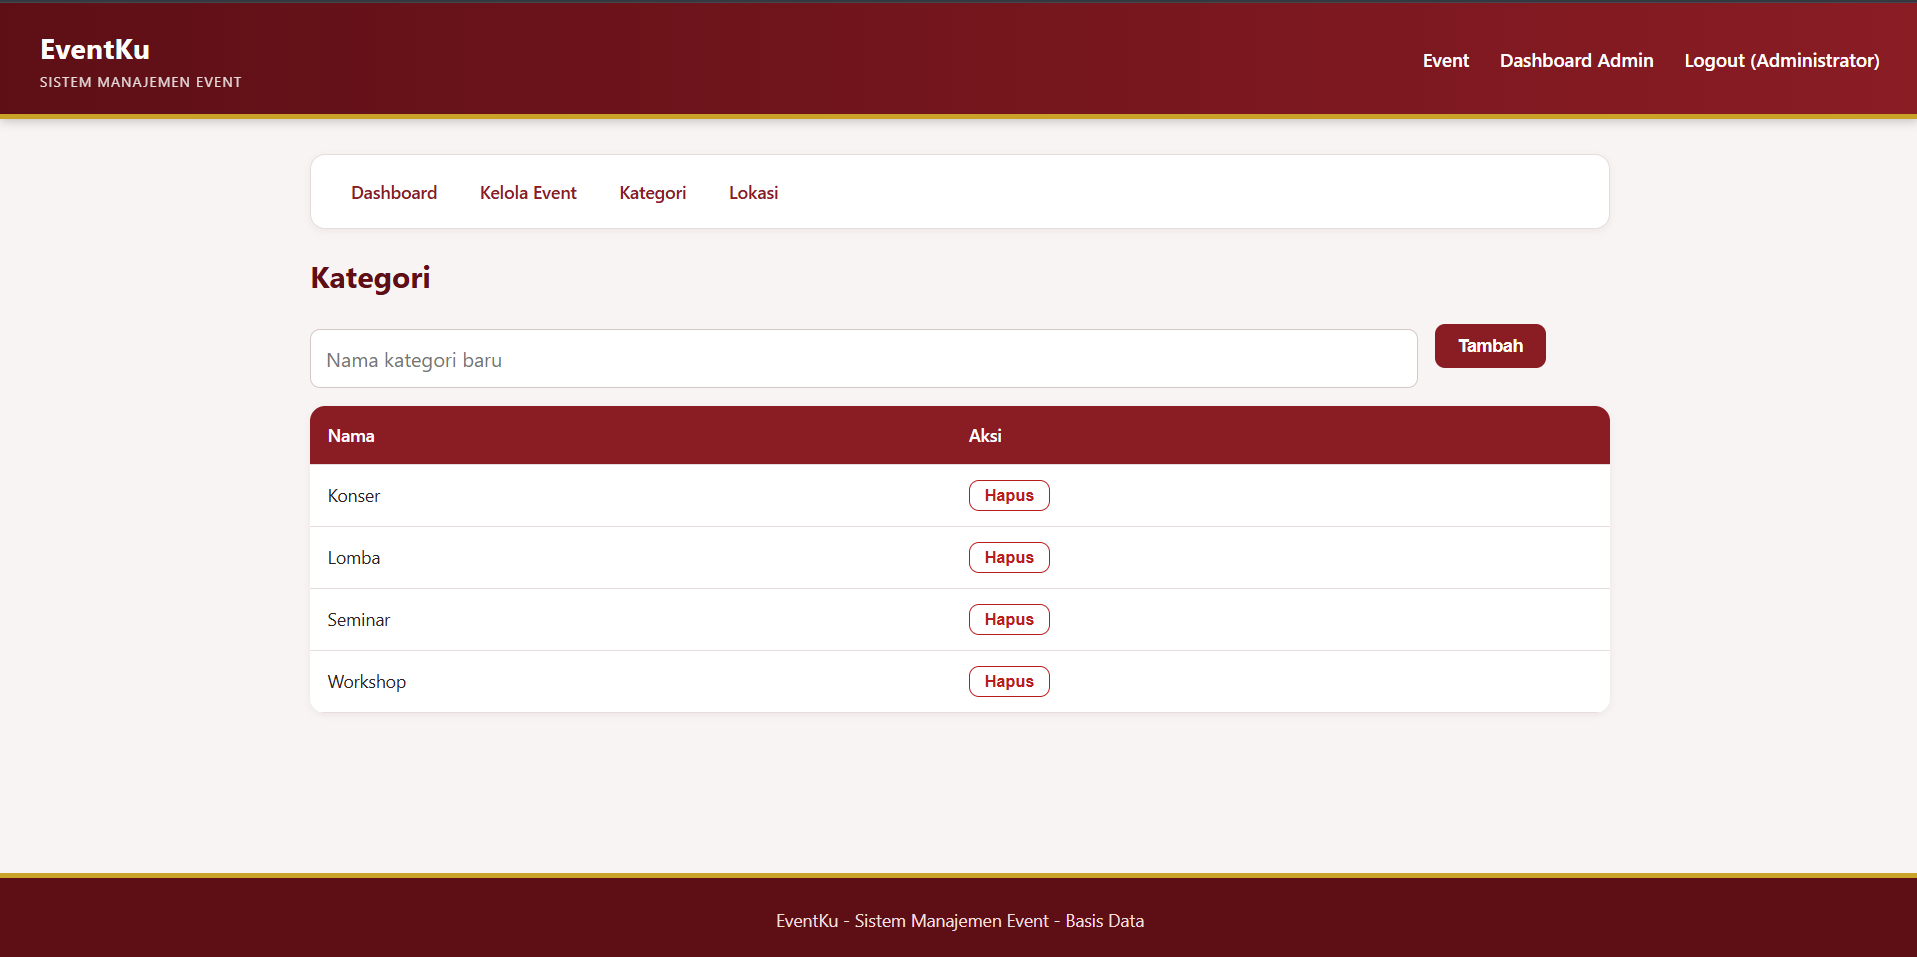 EventKu
SISTEM MANAJEMEN EVENT
Event Dashboard Admin Logout (Administrator)
Dashboard Kelola Event Kategori Lokasi
Kategori
Nama kategori baru Tambah
Nama Aksi
Konser Hapus
Lomba Hapus
Seminar Hapus
Workshop Hapus
EventKu - Sistem Manajemen Event - Basis Data